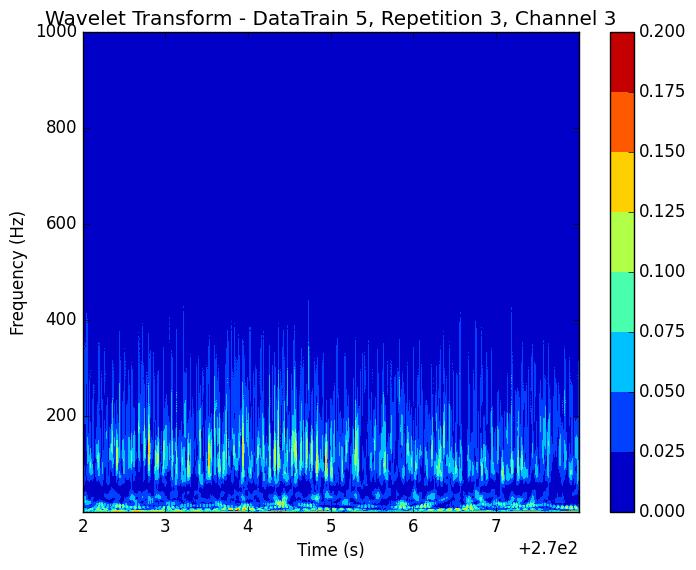 Wavelet Transform - DataTrain 5, Repetition 3, Channel 3
1000
800
600
400
200
Frequency (Hz)
2 3 4 5 6 7
Time (s)
+2.7e2
0.200
0.175
0.150
0.125
0.100
0.075
0.050
0.025
0.000